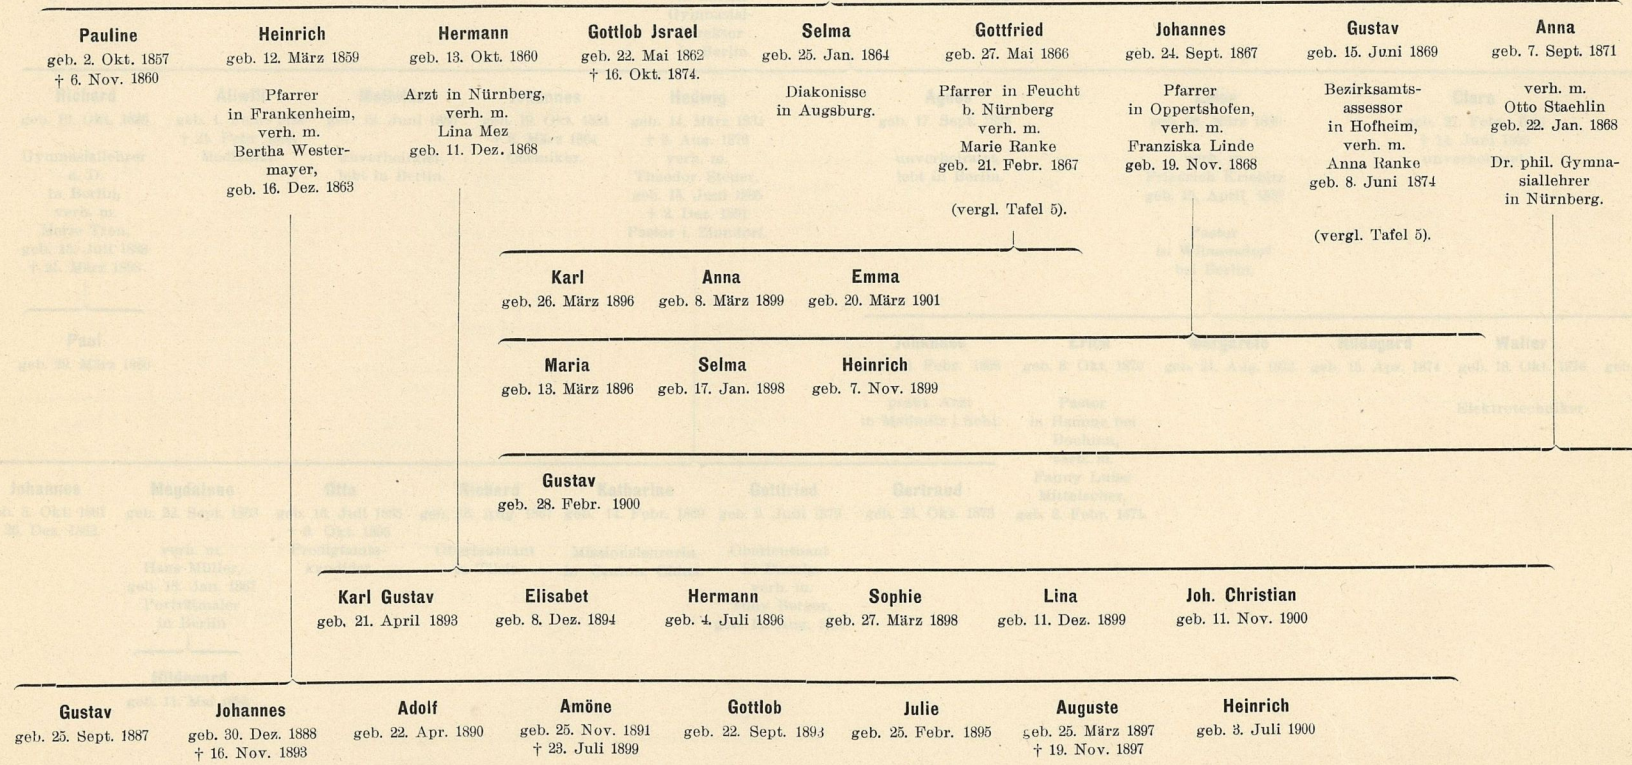 Pauline
geb. 2. Okt. 1857
† 6. Nov. 1860
Heinrich
geb. 12. März 1859
Pfarrer
in Frankenheim,
verh. m.
Bertha Wester-
mayer,
geb. 16. Dez. 1863
Hermann
geb. 13. Okt. 1860
Arzt in Nürnberg,
verh. m.
Lina Mez
geb. 11. Dez. 1868
Gottlob Jsrael
geb. 22. Mai 1862
† 16. Okt. 1874.
Selma
geb. 25. Jan. 1864
Diakonisse
in Augsburg.
Gottfried
geb. 27. Mai 1866
Pfarrer in Feucht
b. Nürnberg
verh. m.
Marie Ranke
geb. 21. Febr. 1867
(vergl. Tafel 5).
Johannes
geb. 24. Sept. 1867
Pfarrer
in Oppertshofen,
verh. m.
Franziska Linde
geb. 19. Nov. 1868
Gustav
geb. 15. Juni 1869
Bezirksamts-
assessor
in Hofheim,
verh. m.
Anna Ranke
geb. 8. Juni 1874
(vergl. Tafel 5).
Anna
geb. 7. Sept. 1871
verh. m.
Otto Staehlin
geb. 22. Jan. 1868
Dr. phil. Gymna-
siallehrer
in Nürnberg.
Karl
geb. 26. März 1896
Anna
geb. 8. März 1899
Emma
geb. 20. März 1901
Maria
geb. 13. März 1896
Selma
geb. 17. Jan. 1898
Heinrich
geb. 7. Nov. 1899
Gustav
geb. 28. Febr. 1900
Karl Gustav
geb. 21. April 1893
Elisabet
geb. 8. Dez. 1894
Hermann
geb. 4. Juli 1896
Sophie
geb. 27. März 1898
Lina
geb. 11. Dez. 1899
Joh. Christian
geb. 11. Nov. 1900
Gustav
geb. 25. Sept. 1887
Johannes
geb. 30. Dez. 1888
† 16. Nov. 1893
Adolf
geb. 22. Apr. 1890
Amöne
geb. 25. Nov. 1891
† 23. Juli 1899
Gottlob
geb. 22. Sept. 1893
Julie
geb. 25. Febr. 1895
Auguste
geb. 25. März 1897
† 19. Nov. 1897
Heinrich
geb. 3. Juli 1900